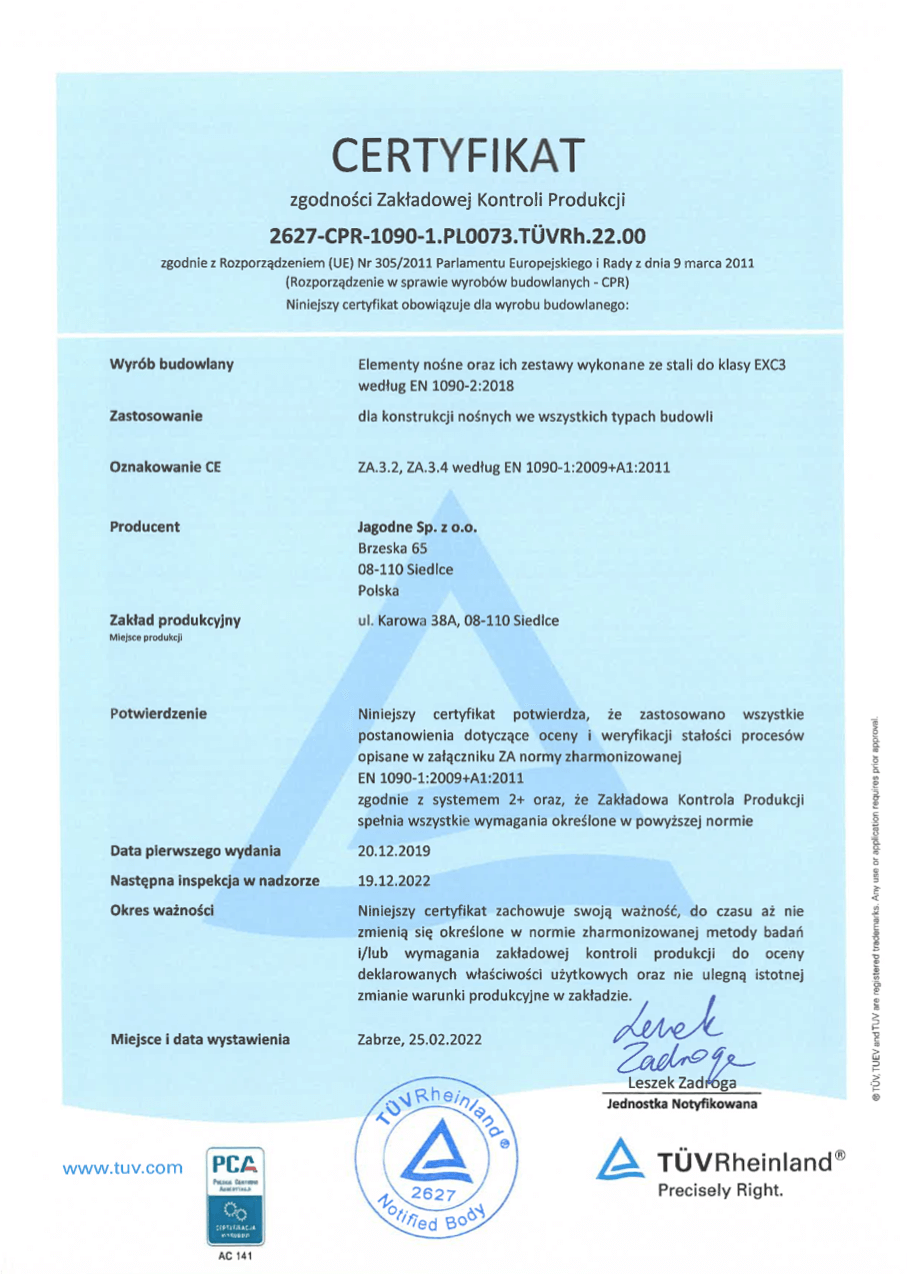 CERTYFIKAT
zgodności Zakładowej Kontroli Produkcji
2627-CPR-1090-1.PL0073.TÜVRh.22.00
zgodnie z Rozporządzeniem (UE) Nr 305/2011 Parlamentu Europejskiego i Rady z dnia 9 marca 2011
(Rozporządzenie w sprawie wyrobów budowlanych - CPR)
Niniejszy certyfikat obowiązuje dla wyrobu budowlanego:
Wyrób budowlany
Elementy nośne oraz ich zestawy wykonane ze stali do klasy EXC3
według EN 1090-2:2018
Zastosowanie
dla konstrukcji nośnych we wszystkich typach budowli
Oznakowanie CE
ZA.3.2, ZA.3.4 według EN 1090-1:2009+A1:2011
Producent
Jagodne Sp. z o.o.
Brzeska 65
08-110 Siedlce
Polska
Zakład produkcyjny
Miejsce produkcji
ul. Karowa 38A, 08-110 Siedlce
Potwierdzenie
Niniejszy certyfikat potwierdza, że zastosowano wszystkie
postanowienia dotyczące oceny i weryfikacji stałości procesów
opisane w załączniku ZA normy zharmonizowanej
EN 1090-1:2009+A1:2011
zgodnie z systemem 2+ oraz, że Zakładowa Kontrola Produkcji
spełnia wszystkie wymagania określone w powyższej normie
Data pierwszego wydania
20.12.2019
Następna inspekcja w nadzorze
19.12.2022
Okres ważności
Niniejszy certyfikat zachowuje swoją ważność, do czasu aż nie
zmienią się określone w normie zharmonizowanej metody badań
i/lub wymagania zakładowej kontroli produkcji do oceny
deklarowanych właściwości użytkowych oraz nie ulegną istotnej
zmianie warunki produkcyjne w zakładzie.
Miejsce i data wystawienia
Zabrze, 25.02.2022
Leszek
Zadroga
Leszek Zadroga
Jednostka Notyfikowana
® TÜV, TUEV and TUV are registered trademarks. Any use or application requires prior approval.
www.tuv.com
PCA
Polskie Centrum
Akredytacji
CERTYFIKACJA
WYROBÓW
AC 141
TÜVRheinland®
2627
Notified Body
TÜVRheinland®
Precisely Right.